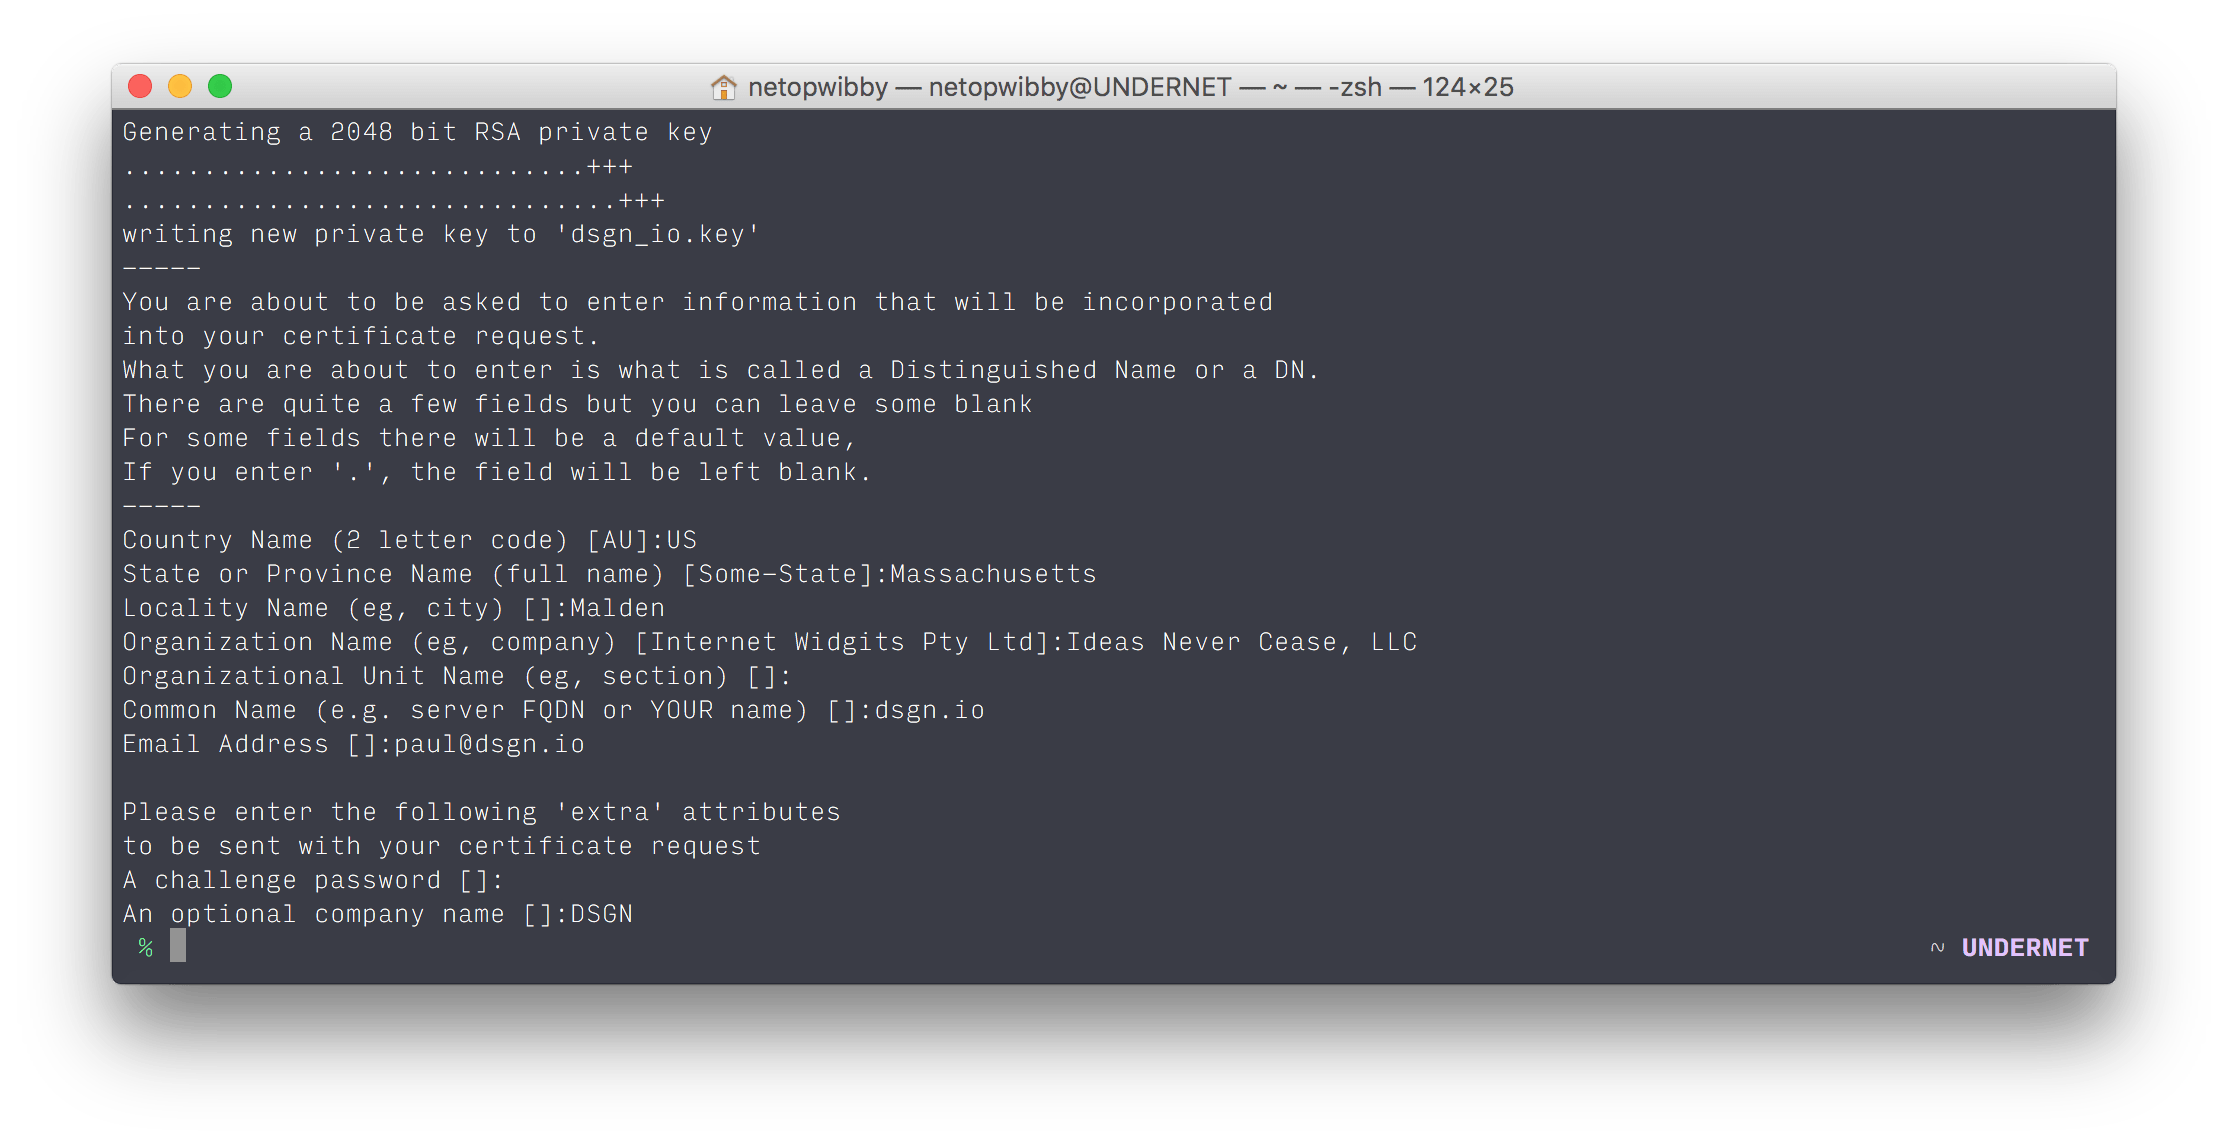 netopwibby — netopwibby@UNDERNET — ~ — -zsh — 124×25
Generating a 2048 bit RSA private key
.............................+++
...............................+++
writing new private key to 'dsgn_io.key'
-----
You are about to be asked to enter information that will be incorporated
into your certificate request.
What you are about to enter is what is called a Distinguished Name or a DN.
There are quite a few fields but you can leave some blank
For some fields there will be a default value,
If you enter '.', the field will be left blank.
-----
Country Name (2 letter code) [AU]:US
State or Province Name (full name) [Some-State]:Massachusetts
Locality Name (eg, city) []:Malden
Organization Name (eg, company) [Internet Widgits Pty Ltd]:Ideas Never Cease, LLC
Organizational Unit Name (eg, section) []:
Common Name (e.g. server FQDN or YOUR name) []:dsgn.io
Email Address []:paul@dsgn.io
Please enter the following 'extra' attributes
to be sent with your certificate request
A challenge password []:
An optional company name []:DSGN
% ~ UNDERNET